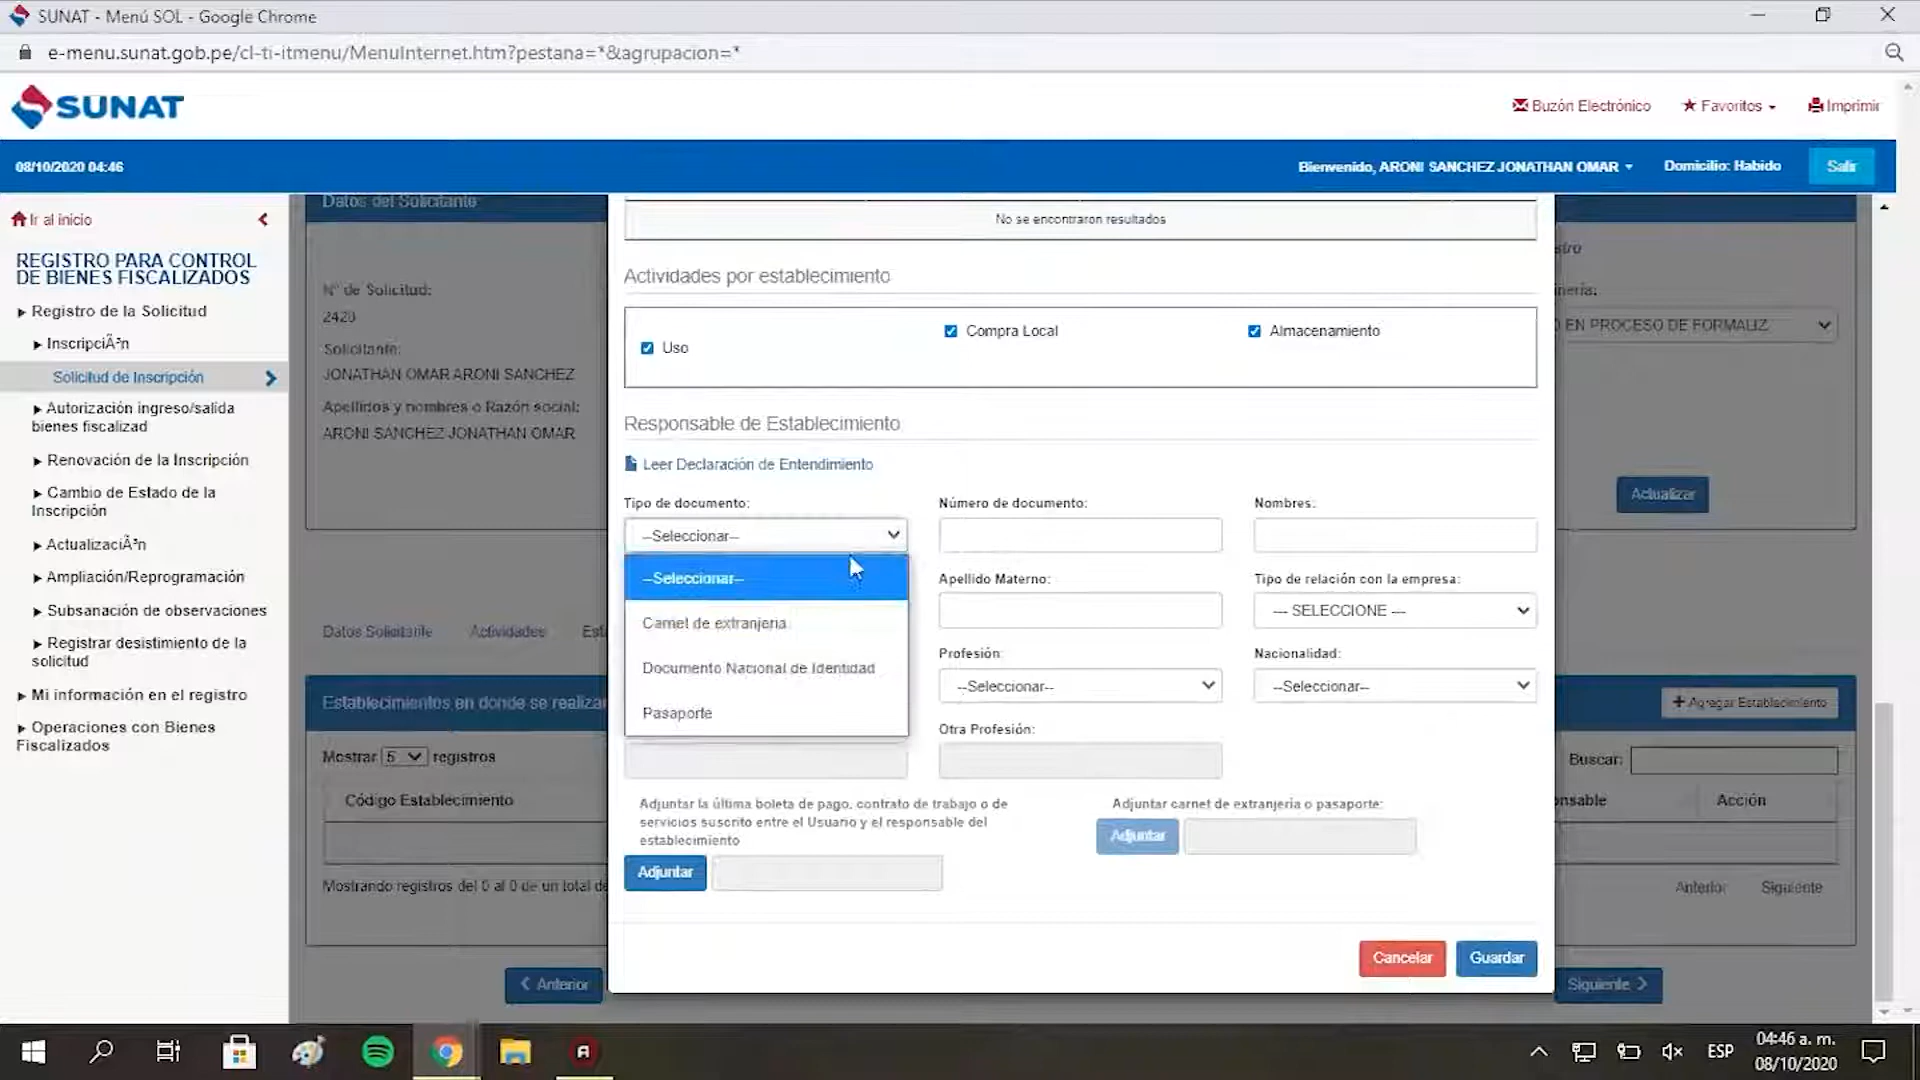 SUNAT - Menú SOL - Google Chrome
e-menu.sunat.gob.pe/cl-ti-itmenu/MenuInternet.htm?pestana=*&agrupacion=*
SUNAT
Buzón Electrónico
Favoritos
Imprimir
08/10/2020 04:46
Bienvenido, ARONI SANCHEZ JONATHAN OMAR
Domicilio: Habido
Salir
Ir al inicio
REGISTRO PARA CONTROL
DE BIENES FISCALIZADOS
Registro de la Solicitud
InscripciÃ³n
Solicitud de Inscripción
Autorización ingreso/salida
bienes fiscalizad
Renovación de la Inscripción
Cambio de Estado de la
Inscripción
ActualizaciÃ³n
Ampliación/Reprogramación
Subsanación de observaciones
Registrar desistimiento de la
solicitud
Mi información en el registro
Operaciones con Bienes
Fiscalizados
Datos del Solicitante
N° de Solicitud:
2420
Solicitante:
JONATHAN OMAR ARONI SANCHEZ
Apellidos y nombres o Razón social:
ARONI SANCHEZ JONATHAN OMAR
Datos Solicitante
Actividades
Est
Establecimientos en donde se realizar
Mostrar 5 registros
Código Establecimiento
Mostrando registros del 0 al 0 de un total de
Anterior
No se encontraron resultados
Actividades por establecimiento
Uso
Compra Local
Almacenamiento
Responsable de Establecimiento
Leer Declaración de Entendimiento
Tipo de documento:
Número de documento:
Nombres:
--Seleccionar--
--Seleccionar--
Carnet de extranjeria
Documento Nacional de Identidad
Pasaporte
Apellido Materno:
Tipo de relación con la empresa:
--- SELECCIONE ---
Profesión:
Nacionalidad:
--Seleccionar--
--Seleccionar--
Otra Profesión:
Adjuntar la última boleta de pago, contrato de trabajo o de
servicios suscrito entre el Usuario y el responsable del
establecimiento
Adjuntar
Adjuntar carnet de extranjeria o pasaporte:
Adjuntar
Cancelar
Guardar
stro
nería:
O EN PROCESO DE FORMALIZ
Actualizar
Agregar Establecimiento
Buscar:
onsable
Acción
Anterior
Siguiente
Siguiente
ESP
04:46 a. m.
08/10/2020